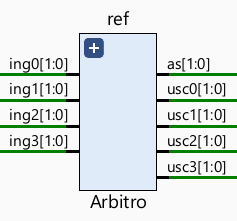 ref
ing0[1:0]
ing1[1:0]
ing2[1:0]
ing3[1:0]
as[1:0]
usc0[1:0]
usc1[1:0]
usc2[1:0]
usc3[1:0]
Arbitro